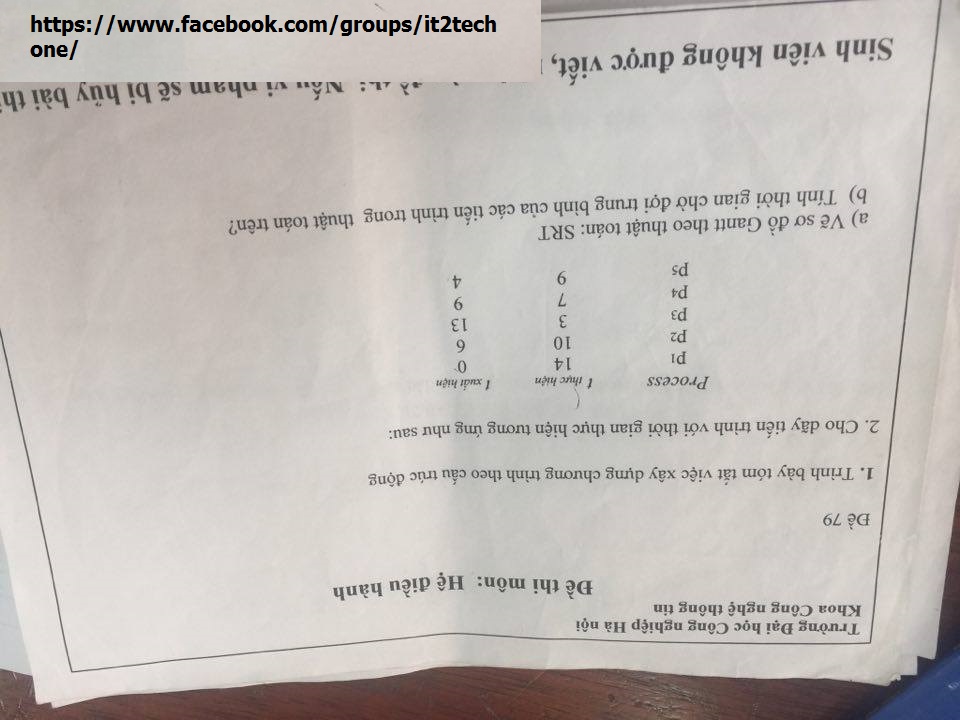 https://www.facebook.com/groups/it2tech
one/
Trường Đại học Công nghiệp Hà nội
Khoa Công nghệ thông tin
Đề thi môn: Hệ điều hành
Đề 79
1. Trình bày tóm tắt việc xây dựng chương trình theo cấu trúc động
2. Cho dãy tiến trình với thời gian thực hiện tương ứng như sau:
Process t thực hiện t xuất hiện
P1 14 0
P2 10 6
P3 3 13
P4 7 9
P5 9 4
a) Vẽ sơ đồ Gantt theo thuật toán: SRT
b) Tính thời gian chờ đợi trung bình của các tiến trình trong thuật toán trên?
Sinh viên không được viết, đề thi. Nếu vi phạm sẽ bị hủy bài thi